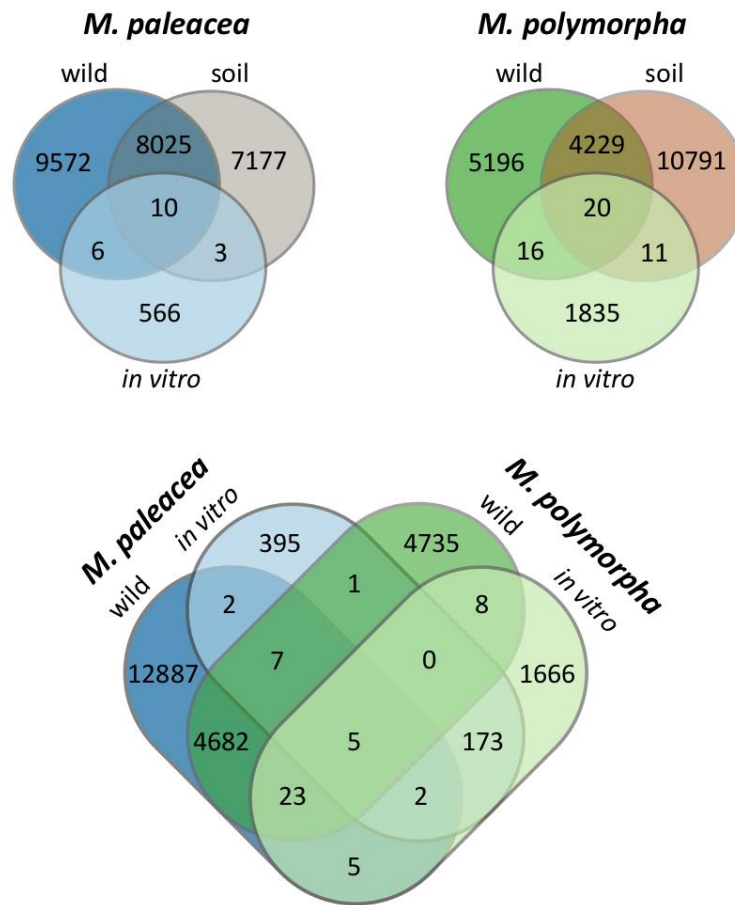 M. paleacea M. polymorpha
wild soil wild soil
9572 8025 7177 5196 4229 10791
10 20
6 3 16 11
566 1835
in vitro in vitro
M. paleacea in vitro wild M. polymorpha wild in vitro
395 4735
2 1 8
12887 7 0 1666
4682 5 173
23 2
5